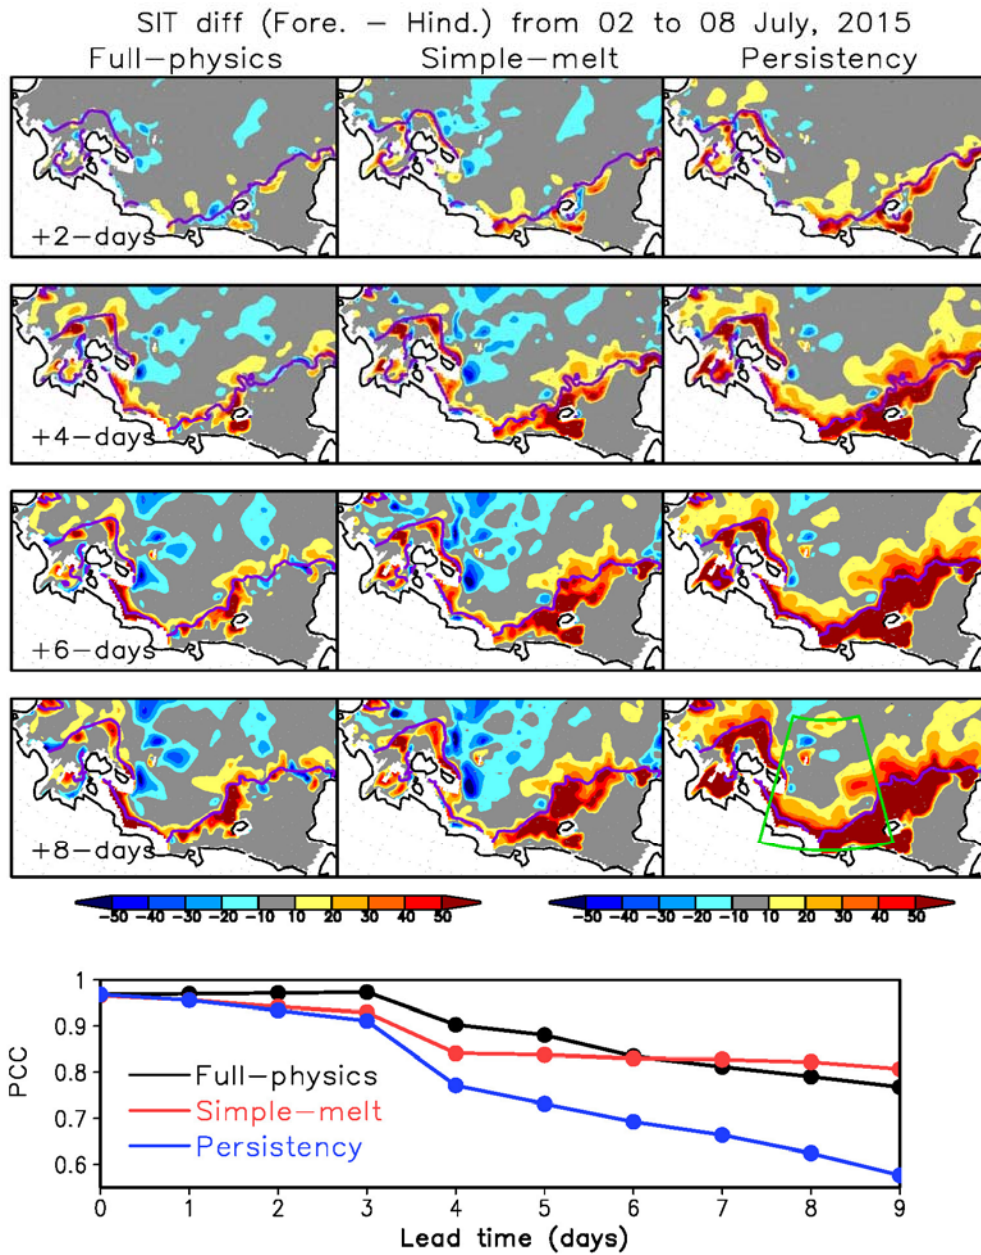 SIT diff (Fore. − Hind.) from 02 to 08 July, 2015
Full−physics Simple−melt Persistency
+2−days
+4−days
+6−days
+8−days
−50 −40 −30 −20 −10 10 20 30 40 50 −50 −40 −30 −20 −10 10 20 30 40 50
1
0.9
0.8
0.7
0.6
PCC
Full−physics
Simple−melt
Persistency
0 1 2 3 4 5 6 7 8 9
Lead time (days)